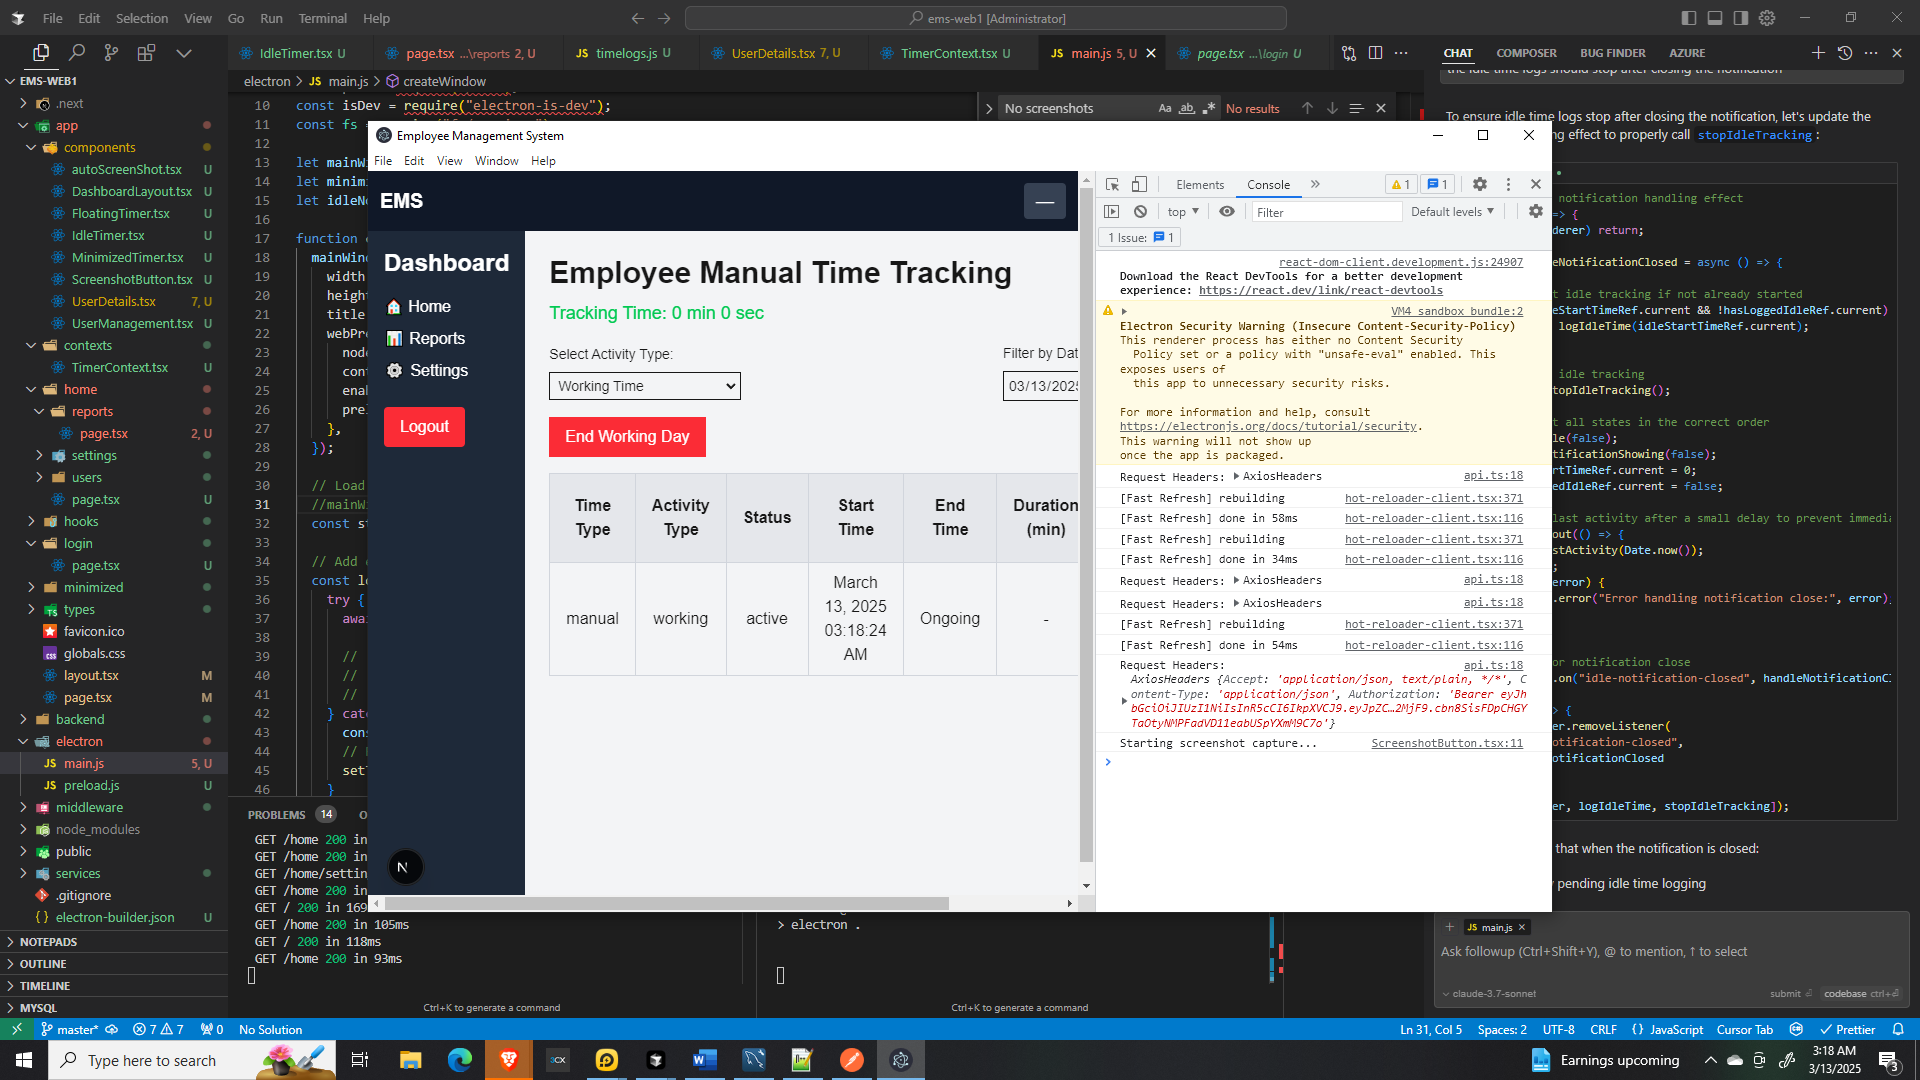 File Edit Selection View Go Run Terminal Help
ems-web1 [Administrator]
EMS-WEB1
.next
app
components
autoScreenShot.tsx U
DashboardLayout.tsx U
FloatingTimer.tsx U
IdleTimer.tsx U
MinimizedTimer.tsx U
ScreenshotButton.tsx U
UserDetails.tsx 7, U
UserManagement.tsx U
contexts
TimerContext.tsx U
home
reports
page.tsx 2, U
settings
users
page.tsx U
hooks
login
page.tsx U
minimized
types
favicon.ico
globals.css
layout.tsx M
page.tsx M
backend
electron
main.js 5, U
preload.js U
middleware
node_modules
public
services
.gitignore
electron-builder.json U
NOTEPADS
OUTLINE
TIMELINE
MYSQL
IdleTimer.tsx U page.tsx ...\reports 2, U timelogs.js U UserDetails.tsx 7, U TimerContext.tsx U main.js 5, U page.tsx ...\login U
electron > main.js > createWindow
No screenshots Aa ab No results
10 const isDev = require("electron-is-dev");
11 const fs =
12
13 let mainW
14 let minim
15 let idleN
16
17 function
18 mainWin
19 width
20 heigh
21 title
22 webPr
23 nod
24 con
25 ena
26 pre
27 },
28 });
29
30 // Load
31 //mainW
32 const s
33
34 // Add
35 const l
36 try {
37 awa
38
39 //
40 //
41 //
42 } cat
43 con
44 //
45 set
46 }
PROBLEMS 14
GET /home 200 in
GET /home 200 in
GET /home/settin
GET /home 200 in
GET / 200 in 169
GET /home 200 in 105ms
GET / 200 in 118ms
GET /home 200 in 93ms
Ctrl+K to generate a command
> electron .
Ctrl+K to generate a command
Employee Management System
File Edit View Window Help
EMS
Dashboard
Home
Reports
Settings
Logout
N
Employee Manual Time Tracking
Tracking Time: 0 min 0 sec
Select Activity Type:
Working Time
Filter by Dat
03/13/2025
End Working Day
Time Type Activity Type Status Start Time End Time Duration (min)
manual working active March 13, 2025 03:18:24 AM Ongoing -
Elements Console 1 1
top Filter Default levels
1 Issue: 1
react-dom-client.development.js:24907
Download the React DevTools for a better development
experience: https://react.dev/link/react-devtools
VM4 sandbox_bundle:2
Electron Security Warning (Insecure Content-Security-Policy)
This renderer process has either no Content Security
Policy set or a policy with "unsafe-eval" enabled. This
exposes users of
this app to unnecessary security risks.
For more information and help, consult
https://electronjs.org/docs/tutorial/security.
This warning will not show up
once the app is packaged.
Request Headers: AxiosHeaders api.ts:18
[Fast Refresh] rebuilding hot-reloader-client.tsx:371
[Fast Refresh] done in 58ms hot-reloader-client.tsx:116
[Fast Refresh] rebuilding hot-reloader-client.tsx:371
[Fast Refresh] done in 34ms hot-reloader-client.tsx:116
Request Headers: AxiosHeaders api.ts:18
Request Headers: AxiosHeaders api.ts:18
[Fast Refresh] rebuilding hot-reloader-client.tsx:371
[Fast Refresh] done in 54ms hot-reloader-client.tsx:116
Request Headers: api.ts:18
AxiosHeaders {Accept: 'application/json, text/plain, */*', C
ontent-Type: 'application/json', Authorization: 'Bearer eyJh
Starting screenshot capture... ScreenshotButton.tsx:11
CHAT COMPOSER BUG FINDER AZURE
the idle time logs should stop after closing the notification
To ensure idle time logs stop after closing the notification, let's update the
g effect to properly call stopIdleTracking:
notification handling effect
=> {
derer) return;
eNotificationClosed = async () => {
t idle tracking if not already started
eStartTimeRef.current && !hasLoggedIdleRef.current)
logIdleTime(idleStartTimeRef.current);
idle tracking
topIdleTracking();
t all states in the correct order
le(false);
tificationShowing(false);
rtTimeRef.current = 0;
edIdleRef.current = false;
last activity after a small delay to prevent immedia
out(() => {
stActivity(Date.now());
;
error) {
.error("Error handling notification close:", error)
or notification close
.on("idle-notification-closed", handleNotificationCl
> {
er.removeListener(
otification-closed",
otificationClosed
er, logIdleTime, stopIdleTracking]);
that when the notification is closed:
pending idle time logging
main.js
Ask followup (Ctrl+Shift+Y), @ to mention, ↑ to select
claude-3.7-sonnet submit codebase ctrl+
master* 7 7 0 No Solution
Ln 31, Col 5 Spaces: 2 UTF-8 CRLF {} JavaScript Cursor Tab Prettier
Type here to search
Earnings upcoming
3:18 AM
3/13/2025
3